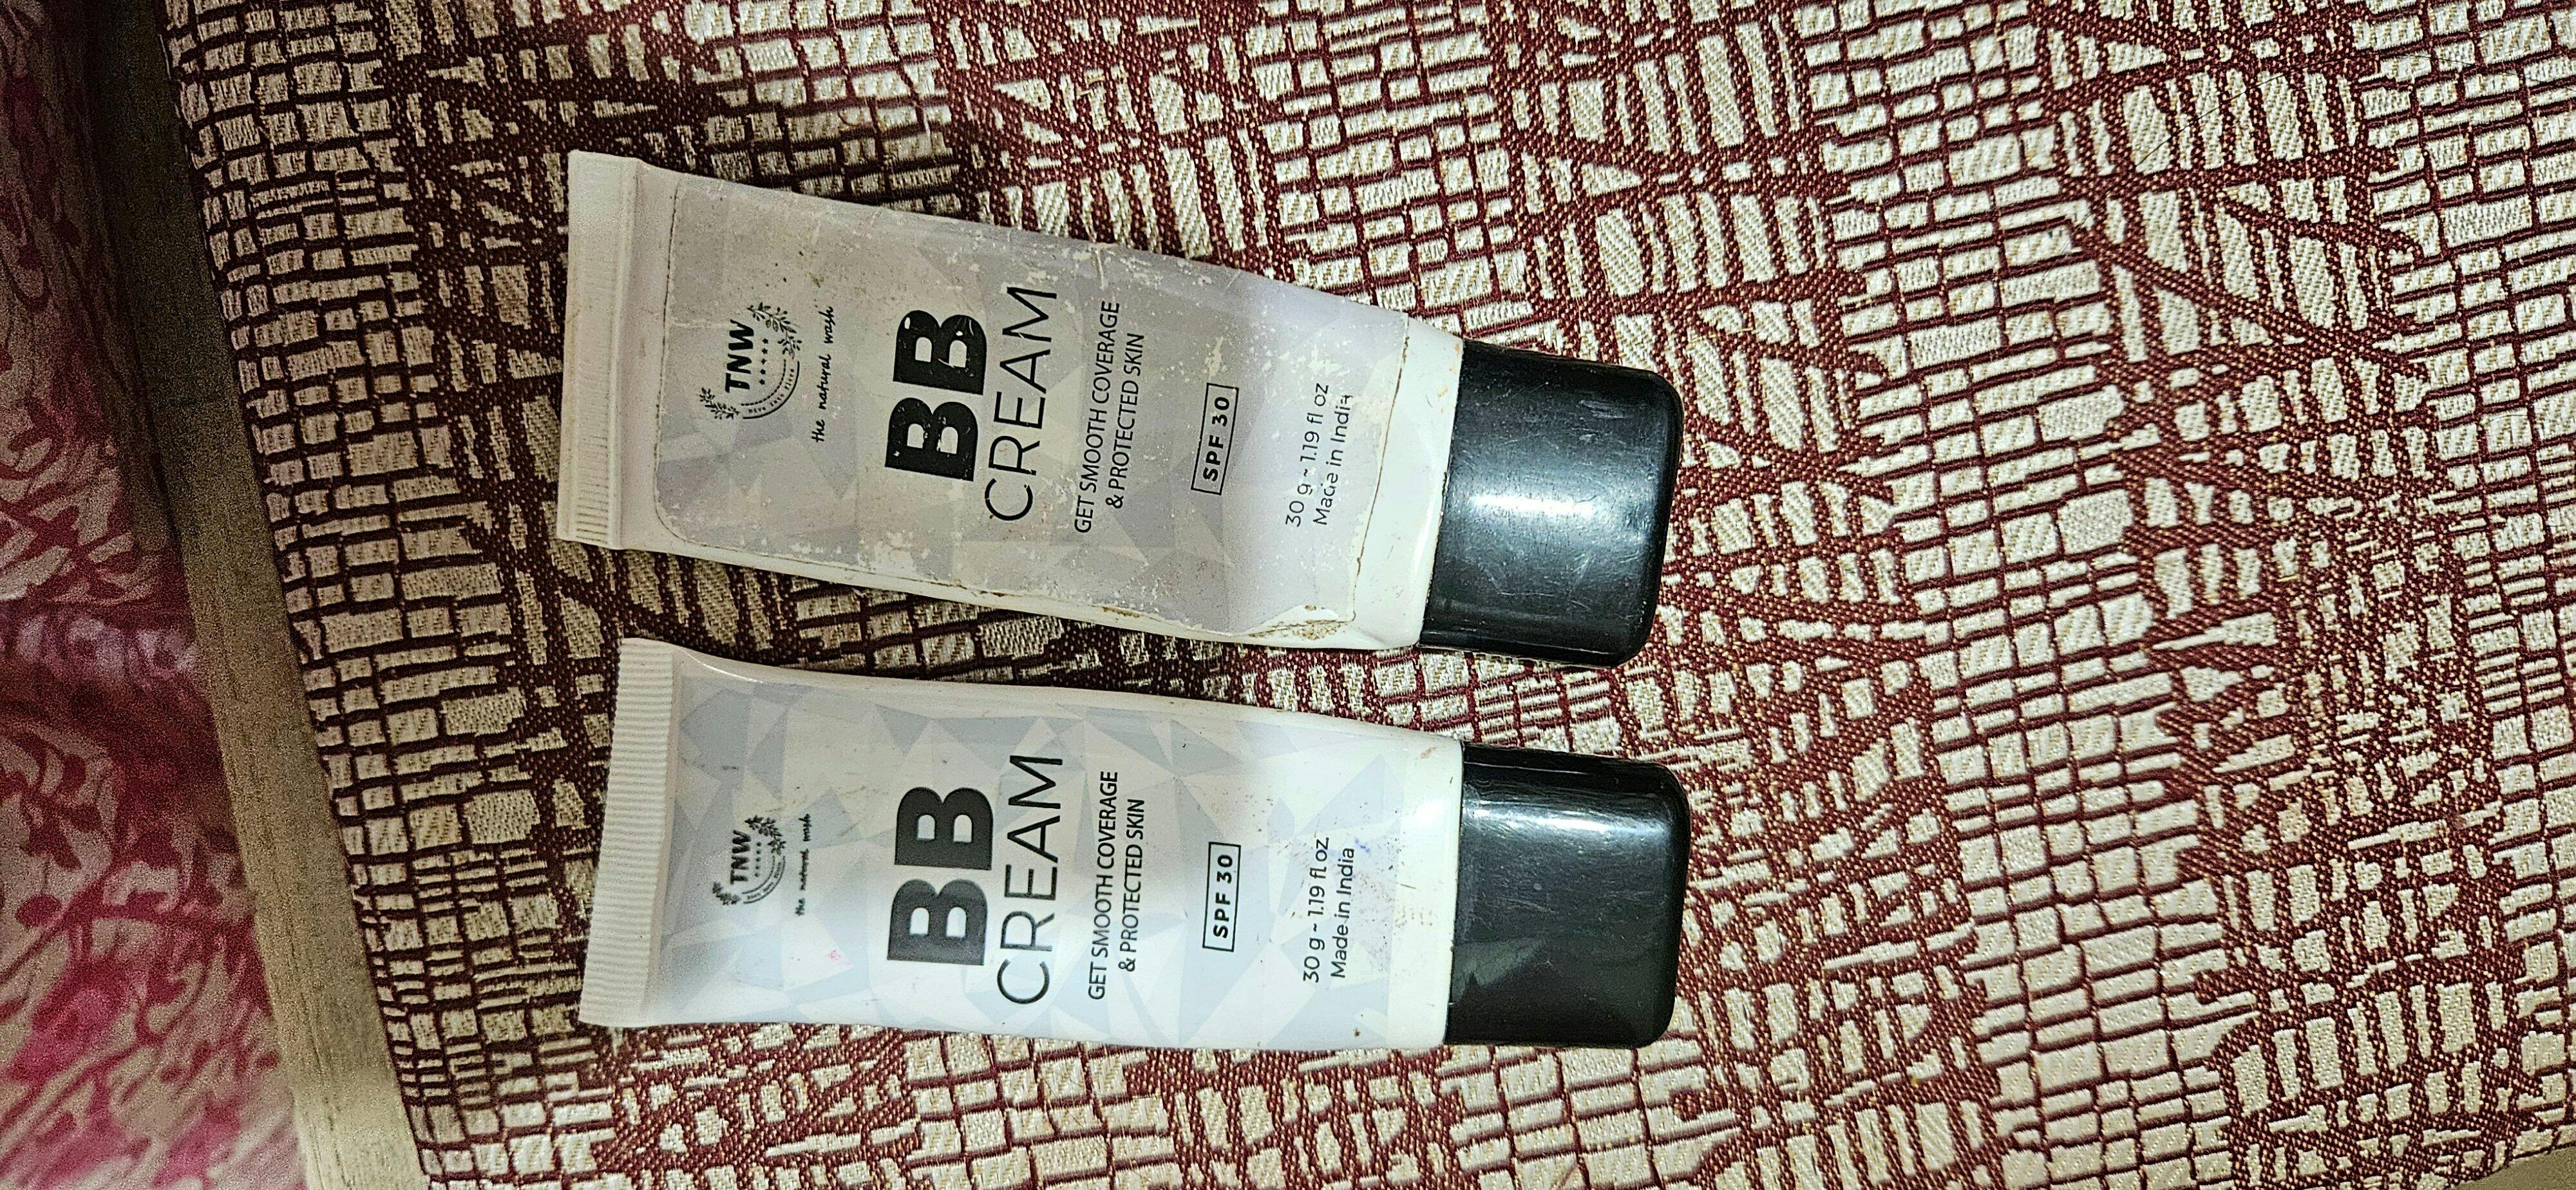 TNW
the natural wash
BB
CREAM
GET SMOOTH COVERAGE
& PROTECTED SKIN
SPF 30
30 g ~ 1.19 fl oz
Made in India
TNW
the natural wash
BB
CREAM
GET SMOOTH COVERAGE
& PROTECTED SKIN
SPF 30
30 g ~ 1.19 fl oz
Made in India